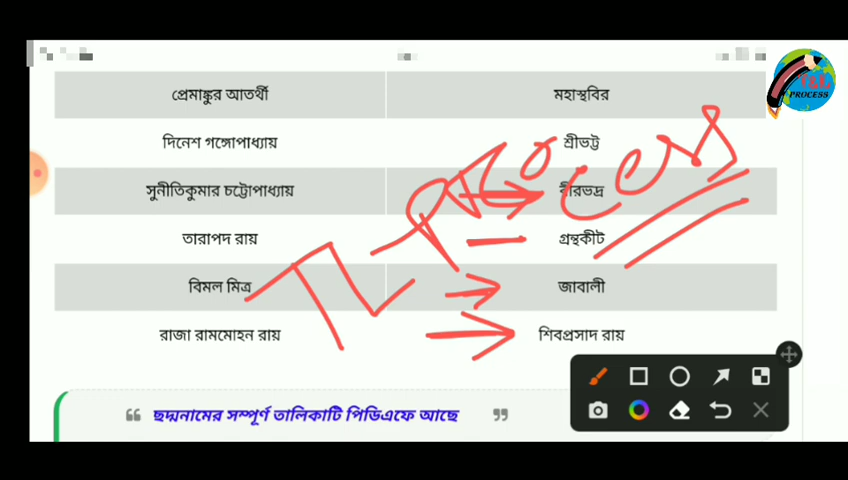 প্রেমাঙ্কুর আতর্থী মহাস্থবির
দিনেশ গঙ্গোপাধ্যায় শ্রীভট্ট
সুনীতিকুমার চট্টোপাধ্যায় বীরভদ্র
তারাপদ রায় গ্রন্থকীট
বিমল মিত্র জাবালী
রাজা রামমোহন রায় শিবপ্রসাদ রায়
“ ছদ্মনামের সম্পূর্ণ তালিকাটি পিডিএফে আছে ”
PROCESS